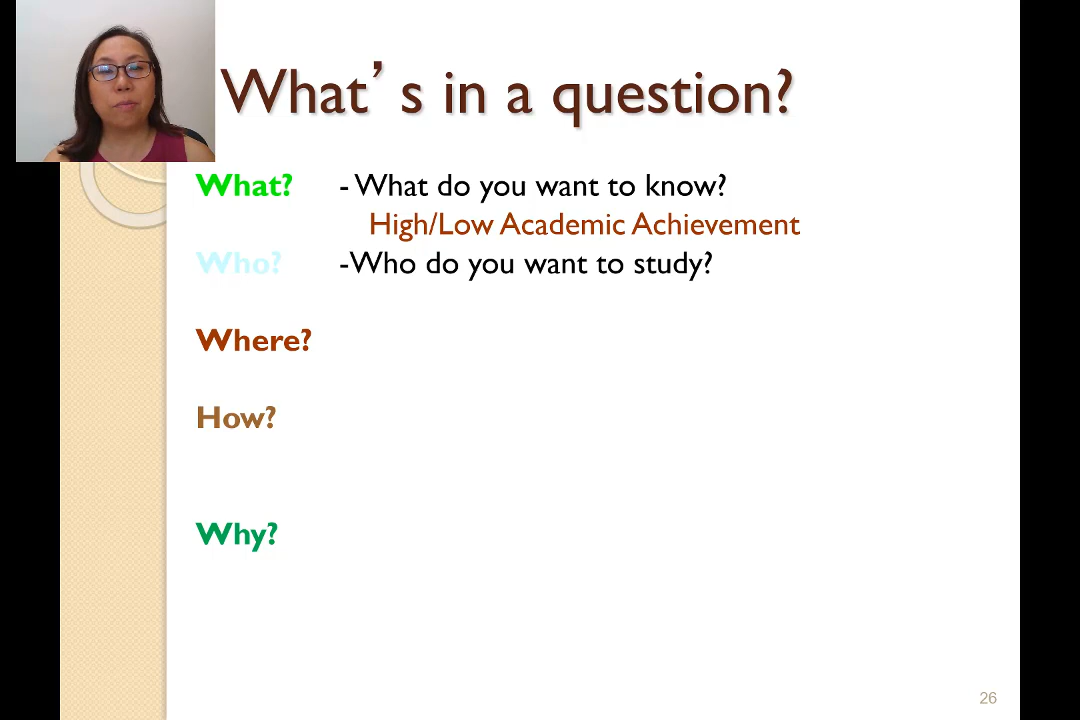 What's in a question?
What? - What do you want to know?
High/Low Academic Achievement
Who? -Who do you want to study?
Where?
How?
Why?
26